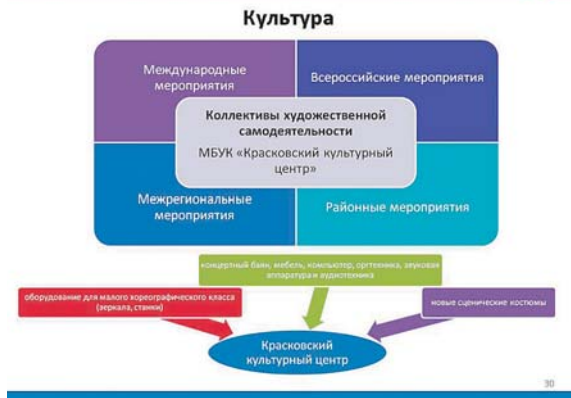 Культура
Международные
мероприятия
Всероссийские мероприятия
Коллективы художественной
самодеятельности
МБУК «Красковский культурный
центр»
Межрегиональные
мероприятия
Районные мероприятия
концертный баян, мебель, компьютер, оргтехника, звуковая
аппаратура и аудиотехника
оборудование для малого хореографического класса
(зеркала, станки)
новые сценические костюмы
Красковский
культурный центр
30